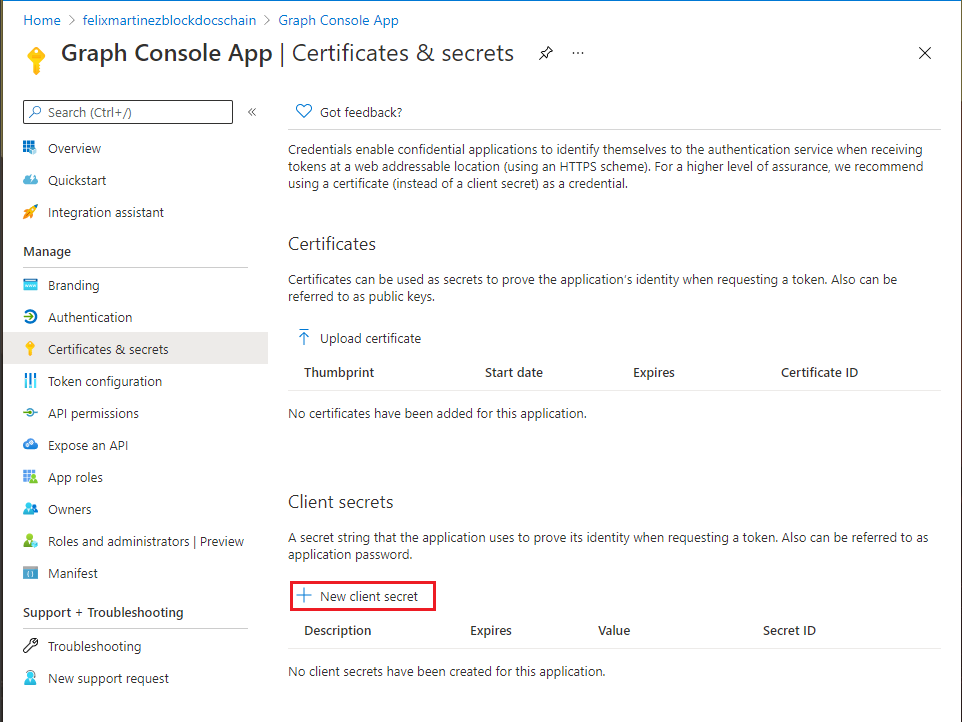 Home > felixmartinezblockdocschain > Graph Console App
Graph Console App | Certificates & secrets
Search (Ctrl+/)
Overview
Quickstart
Integration assistant
Manage
Branding
Authentication
Certificates & secrets
Token configuration
API permissions
Expose an API
App roles
Owners
Roles and administrators | Preview
Manifest
Support + Troubleshooting
Troubleshooting
New support request
Got feedback?
Credentials enable confidential applications to identify themselves to the authentication service when receiving
tokens at a web addressable location (using an HTTPS scheme). For a higher level of assurance, we recommend
using a certificate (instead of a client secret) as a credential.
Certificates
Certificates can be used as secrets to prove the application's identity when requesting a token. Also can be
referred to as public keys.
Upload certificate
Thumbprint Start date Expires Certificate ID
No certificates have been added for this application.
Client secrets
A secret string that the application uses to prove its identity when requesting a token. Also can be referred to as
application password.
New client secret
Description Expires Value Secret ID
No client secrets have been created for this application.